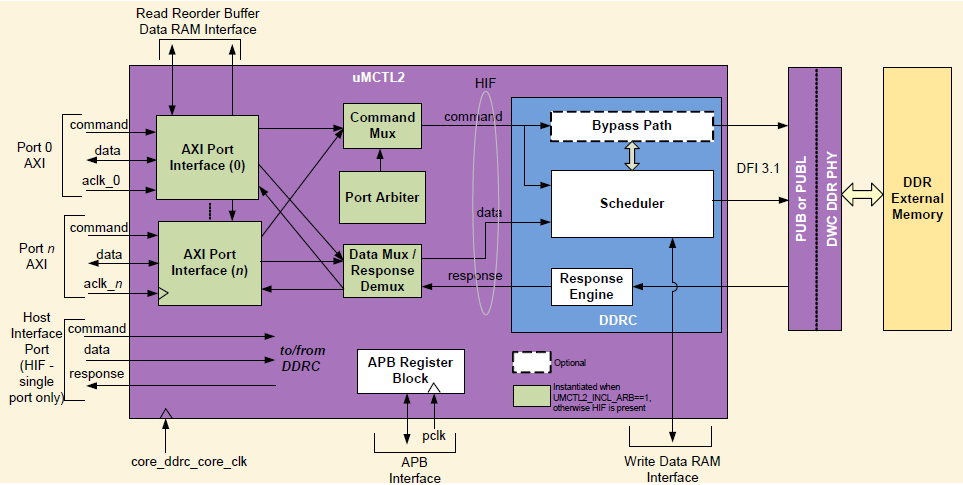 Read Reorder Buffer
Data RAM Interface
uMCTL2
HIF
Port 0
AXI
command
data
aclk_0
AXI Port
Interface (0)
Command
Mux
command
Bypass Path
Port Arbiter
DFI 3.1
Scheduler
data
Port n
AXI
command
data
aclk_n
AXI Port
Interface (n)
Data Mux /
Response
Demux
response
Response
Engine
DDRC
PUB or PUBL
DWC DDR PHY
DDR
External
Memory
Host
Interface
Port
(HIF -
single
port only)
command
data
response
to/from
DDRC
APB Register
Block
Optional
Instantiated when
UMCTL2_INCL_ARB==1,
otherwise HIF is present
core_ddrc_core_clk
pclk
APB
Interface
Write Data RAM
Interface